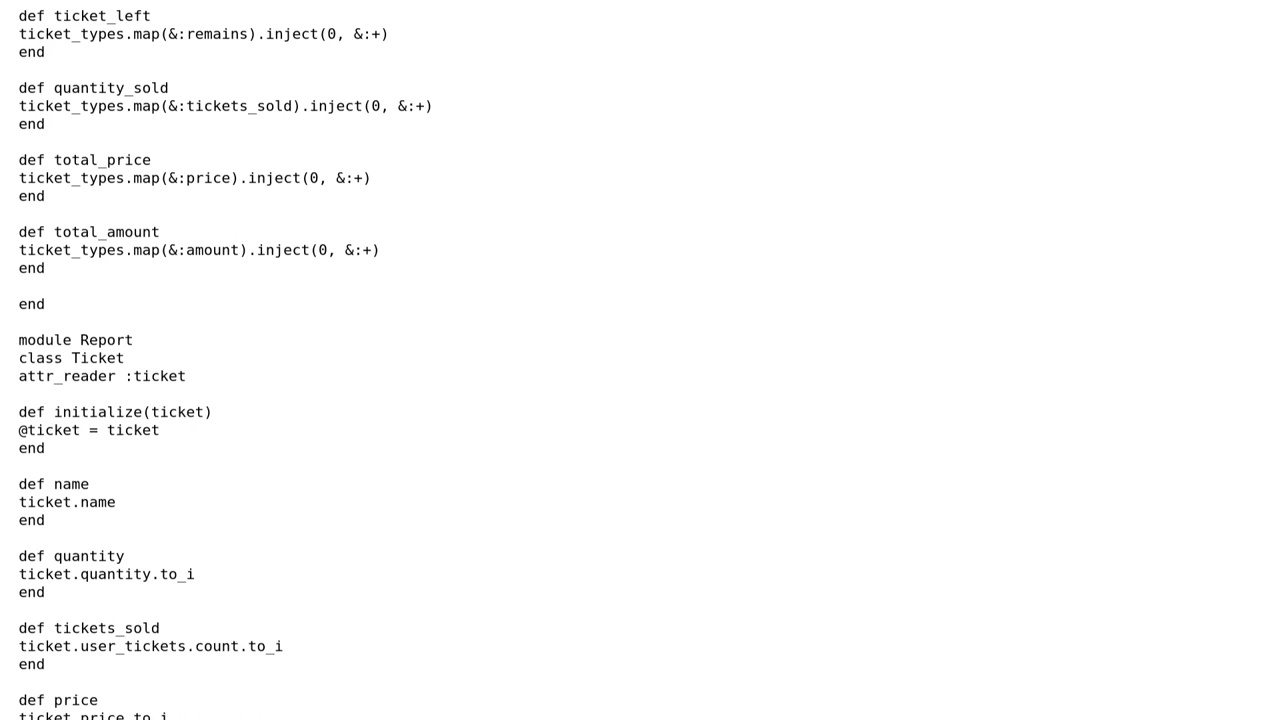 def ticket_left
ticket_types.map(&:remains).inject(0, &:+)
end

def quantity_sold
ticket_types.map(&:tickets_sold).inject(0, &:+)
end

def total_price
ticket_types.map(&:price).inject(0, &:+)
end

def total_amount
ticket_types.map(&:amount).inject(0, &:+)
end

end

module Report
class Ticket
attr_reader :ticket

def initialize(ticket)
@ticket = ticket
end

def name
ticket.name
end

def quantity
ticket.quantity.to_i
end

def tickets_sold
ticket.user_tickets.count.to_i
end

def price
ticket.price.to_i